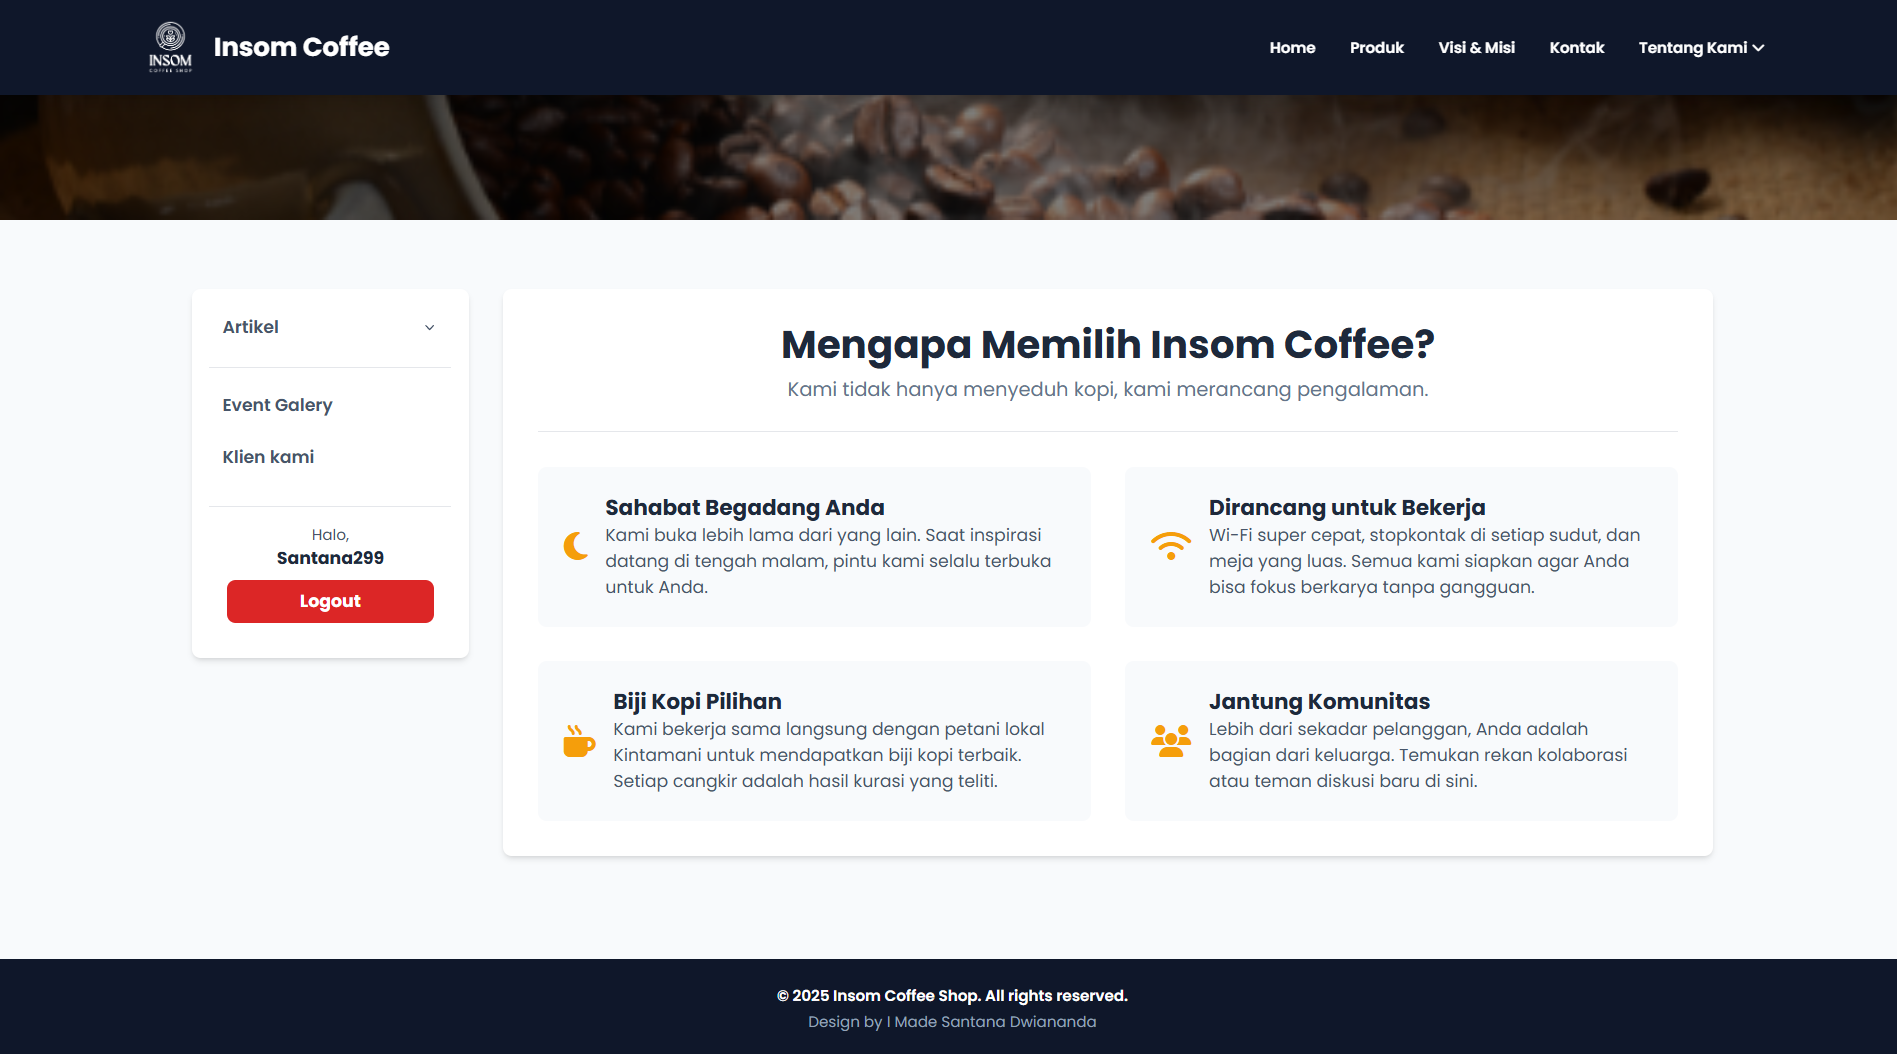 INSOM
COFFEE SHOP
Insom Coffee
Home
Produk
Visi & Misi
Kontak
Tentang Kami
Artikel
Event Galery
Klien kami
Halo,
Santana299
Logout
Mengapa Memilih Insom Coffee?
Kami tidak hanya menyeduh kopi, kami merancang pengalaman.
Sahabat Begadang Anda
Kami buka lebih lama dari yang lain. Saat inspirasi
datang di tengah malam, pintu kami selalu terbuka
untuk Anda.
Dirancang untuk Bekerja
Wi-Fi super cepat, stopkontak di setiap sudut, dan
meja yang luas. Semua kami siapkan agar Anda
bisa fokus berkarya tanpa gangguan.
Biji Kopi Pilihan
Kami bekerja sama langsung dengan petani lokal
Kintamani untuk mendapatkan biji kopi terbaik.
Setiap cangkir adalah hasil kurasi yang teliti.
Jantung Komunitas
Lebih dari sekadar pelanggan, Anda adalah
bagian dari keluarga. Temukan rekan kolaborasi
atau teman diskusi baru di sini.
© 2025 Insom Coffee Shop. All rights reserved.
Design by I Made Santana Dwiananda